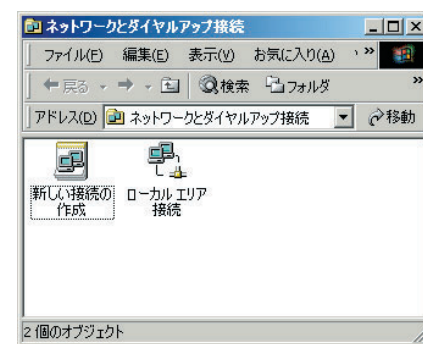 ネットワークとダイヤルアップ接続
ファイル(F) 編集(E) 表示(V) お気に入り(A) »
戻る 検索 フォルダ »
アドレス(D) ネットワークとダイヤルアップ接続 移動
新しい接続の
作成
ローカル エリア
接続
2 個のオブジェクト